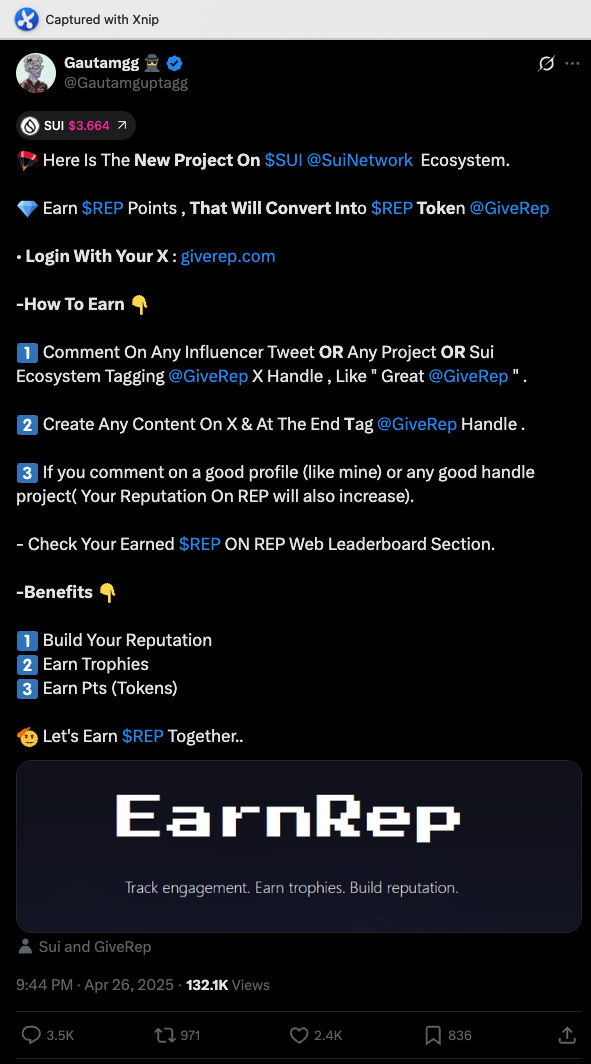 Captured with Xnip
Gautamgg
@Gautamguptagg
SUI $3.664
Here Is The New Project On $SUI @SuiNetwork Ecosystem.
Earn $REP Points , That Will Convert Into $REP Token @GiveRep
• Login With Your X : giverep.com
-How To Earn 👇
1️⃣ Comment On Any Influencer Tweet OR Any Project OR Sui
Ecosystem Tagging @GiveRep X Handle , Like " Great @GiveRep " .
2️⃣ Create Any Content On X & At The End Tag @GiveRep Handle .
3️⃣ If you comment on a good profile (like mine) or any good handle
project( Your Reputation On REP will also increase).
- Check Your Earned $REP ON REP Web Leaderboard Section.
-Benefits 👇
1️⃣ Build Your Reputation
2️⃣ Earn Trophies
3️⃣ Earn Pts (Tokens)
🫡 Let's Earn $REP Together..
EarnRep
Track engagement. Earn trophies. Build reputation.
Sui and GiveRep
9:44 PM · Apr 26, 2025 · 132.1K Views
3.5K 971 2.4K 836